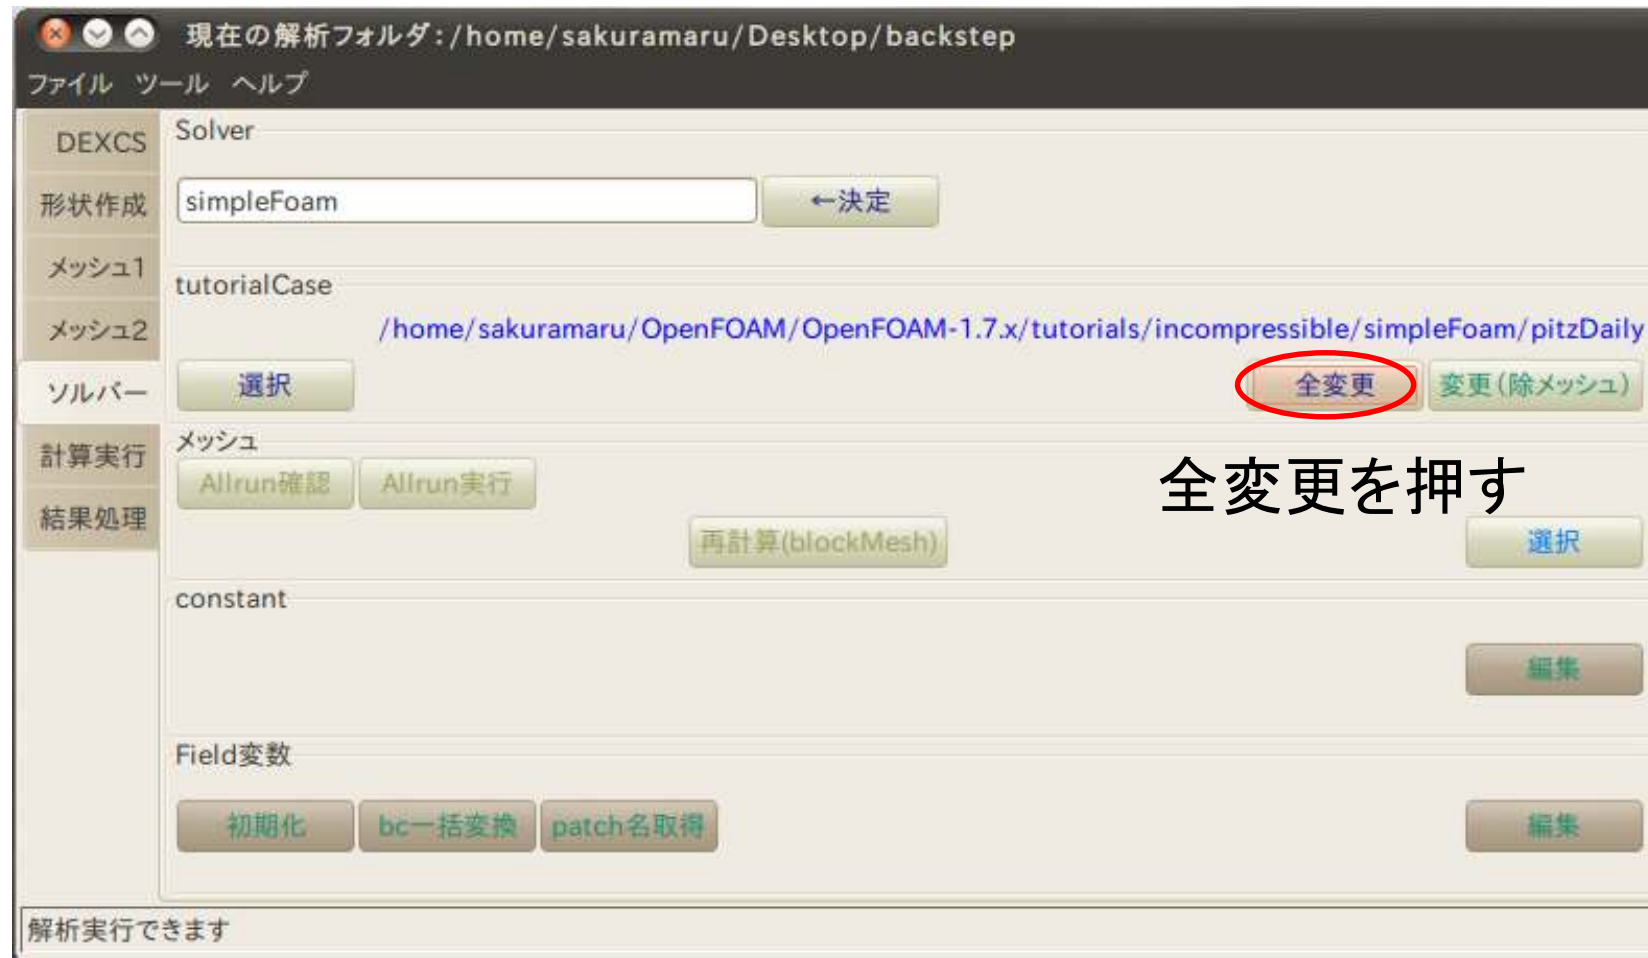 現在の解析フォルダ:/home/sakuramaru/Desktop/backstep
ファイル ツール ヘルプ
DEXCS
形状作成
メッシュ1
メッシュ2
ソルバー
計算実行
結果処理
Solver
simpleFoam
←決定
tutorialCase
/home/sakuramaru/OpenFOAM/OpenFOAM-1.7.x/tutorials/incompressible/simpleFoam/pitzDaily
選択
全変更
変更(除メッシュ)
メッシュ
Allrun確認
Allrun実行
全変更を押す
再計算(blockMesh)
選択
constant
編集
Field変数
初期化
bc一括変換
patch名取得
編集
解析実行できます